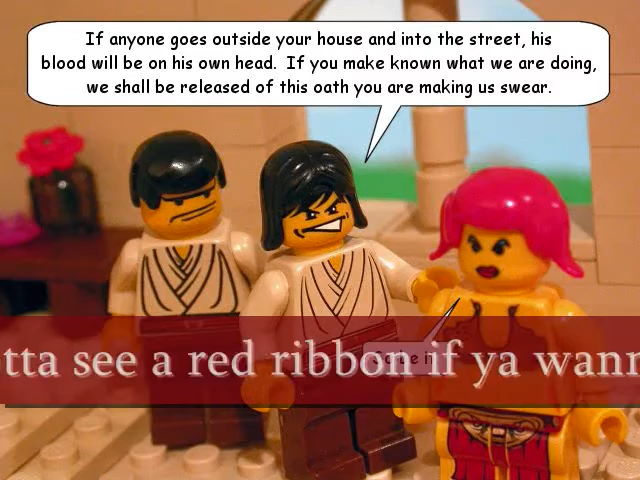 If anyone goes outside your house and into the street, his
blood will be on his own head.  If you make known what we are doing,
we shall be released of this oath you are making us swear.
otta see a red ribbon if ya wann